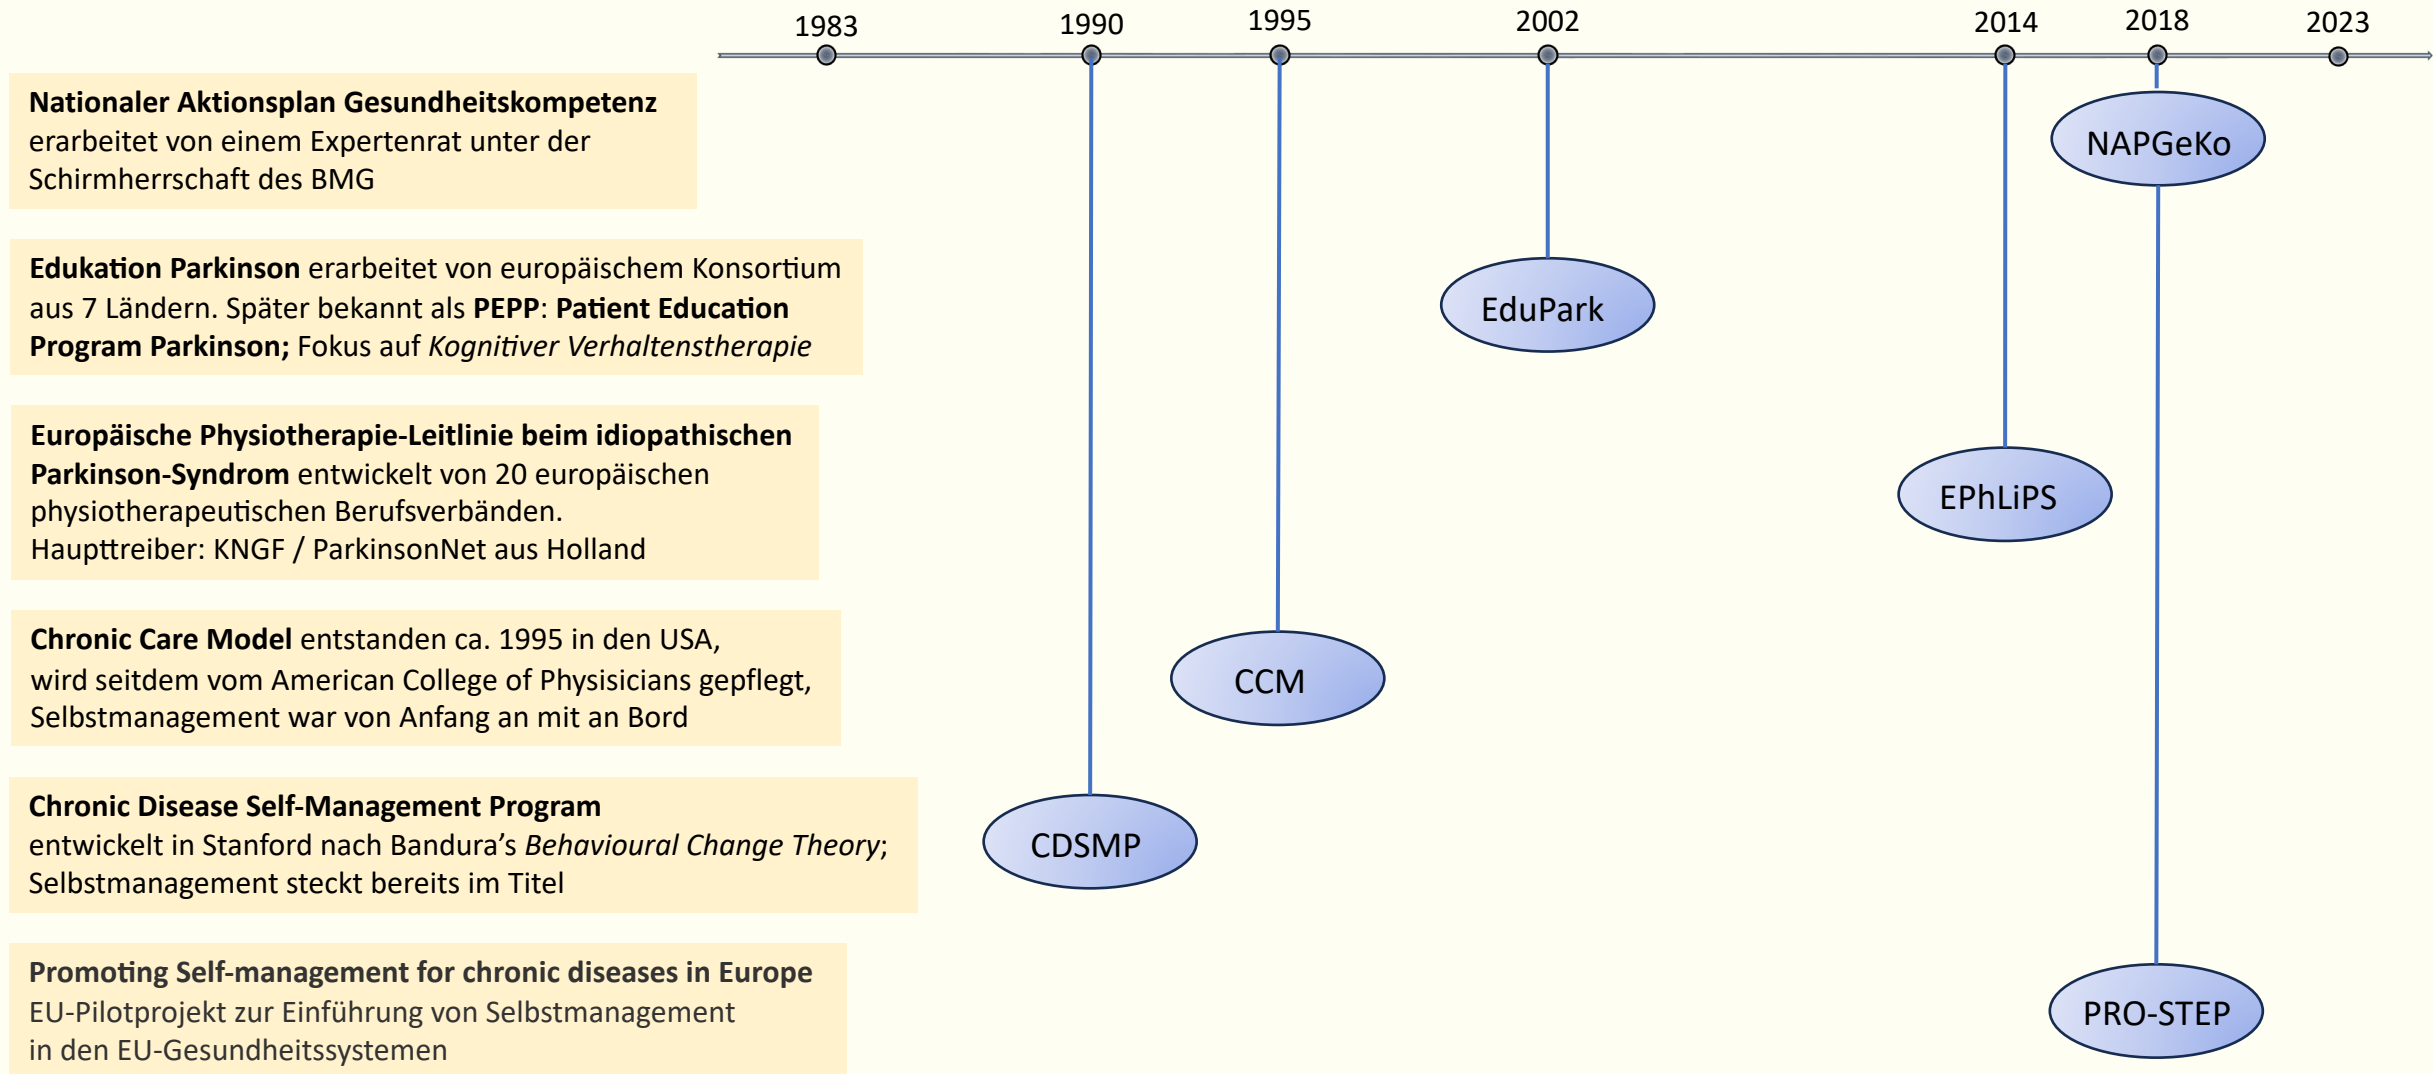 1983 1990 1995 2002 2014 2018 2023
Nationaler Aktionsplan Gesundheitskompetenz
erarbeitet von einem Expertenrat unter der
Schirmherrschaft des BMG
NAPGeKo
Edukation Parkinson erarbeitet von europäischem Konsortium
aus 7 Ländern. Später bekannt als PEPP: Patient Education
Program Parkinson; Fokus auf Kognitiver Verhaltenstherapie
EduPark
Europäische Physiotherapie-Leitlinie beim idiopathischen
Parkinson-Syndrom entwickelt von 20 europäischen
physiotherapeutischen Berufsverbänden.
Haupttreiber: KNGF / ParkinsonNet aus Holland
EPhLiPS
Chronic Care Model entstanden ca. 1995 in den USA,
wird seitdem vom American College of Physisicians gepflegt,
Selbstmanagement war von Anfang an mit an Bord
CCM
Chronic Disease Self-Management Program
entwickelt in Stanford nach Bandura’s Behavioural Change Theory;
Selbstmanagement steckt bereits im Titel
CDSMP
Promoting Self-management for chronic diseases in Europe
EU-Pilotprojekt zur Einführung von Selbstmanagement
in den EU-Gesundheitssystemen
PRO-STEP